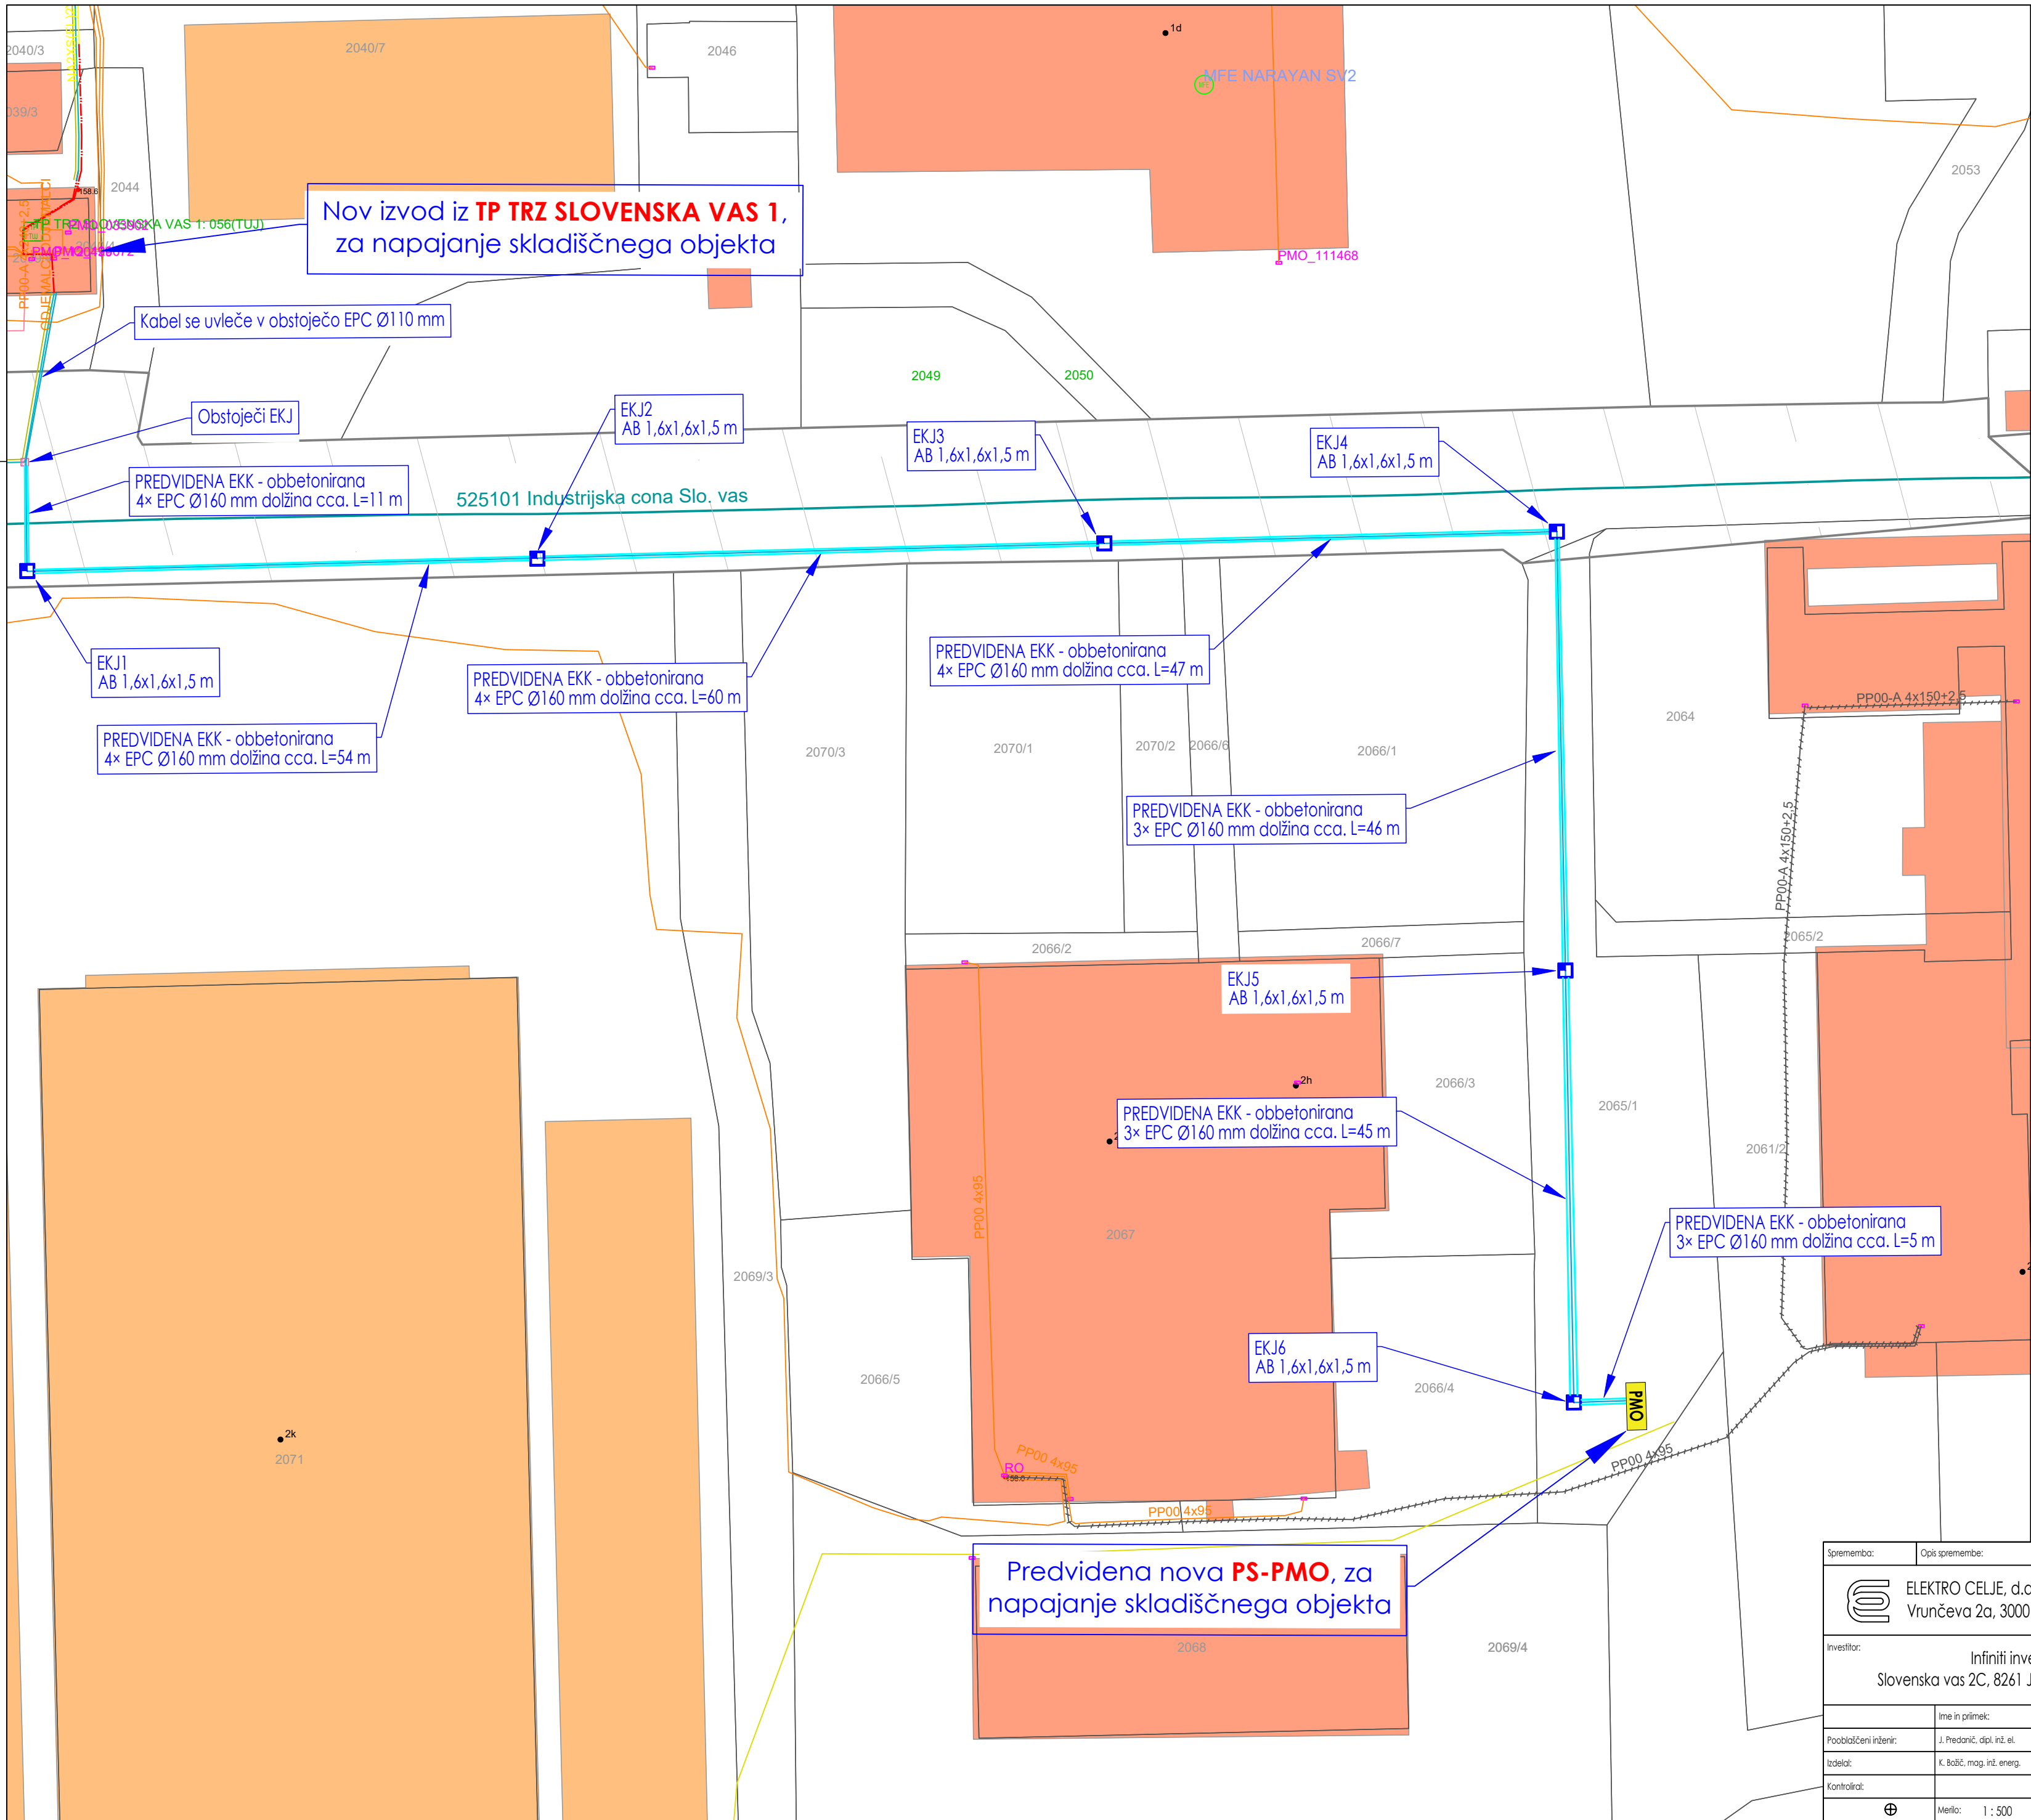 2040/3
2040/7
2046
1d
MFE NARAYAN SV2
2053
2044
158.6
Nov izvod iz TP TRZ SLOVENSKA VAS 1,
za napajanje skladiščnega objekta
PMO_111468
Kabel se uvleče v obstoječo EPC Ø110 mm
2049
2050
Obstoječi EKJ
EKJ2
AB 1,6x1,6x1,5 m
EKJ3
AB 1,6x1,6x1,5 m
EKJ4
AB 1,6x1,6x1,5 m
PREDVIDENA EKK - obbetonirana
4× EPC Ø160 mm dolžina cca. L=11 m
525101 Industrijska cona Slo. vas
EKJ1
AB 1,6x1,6x1,5 m
PREDVIDENA EKK - obbetonirana
4× EPC Ø160 mm dolžina cca. L=60 m
PREDVIDENA EKK - obbetonirana
4× EPC Ø160 mm dolžina cca. L=47 m
PREDVIDENA EKK - obbetonirana
4× EPC Ø160 mm dolžina cca. L=54 m
PP00-A 4x150+2,5
2064
2070/3
2070/1
2070/2
2066/6
2066/1
PREDVIDENA EKK - obbetonirana
3× EPC Ø160 mm dolžina cca. L=46 m
PP00-A 4x150+2,5
2066/2
2066/7
2065/2
EKJ5
AB 1,6x1,6x1,5 m
2h
2066/3
2065/1
PREDVIDENA EKK - obbetonirana
3× EPC Ø160 mm dolžina cca. L=45 m
2061/2
PP00 4x95
2067
PREDVIDENA EKK - obbetonirana
3× EPC Ø160 mm dolžina cca. L=5 m
2069/3
EKJ6
AB 1,6x1,6x1,5 m
2066/5
2066/4
PMO
2k
2071
PP00 4x95
RO
PP00 4x95
PP00 4x95
Predvidena nova PS-PMO, za
napajanje skladiščnega objekta
2068
2069/4
Sprememba:
Opis spremembe:
ELEKTRO CELJE, d.
Vrunčeva 2a, 3000
Investitor:
Infiniti inve
Slovenska vas 2C, 8261 J
Ime in priimek:
Pooblaščeni inženir:
J. Predanič, dipl. inž. el.
Izdelal:
K. Božič, mag. inž. energ.
Kontroliral:
Merilo: 1 : 500